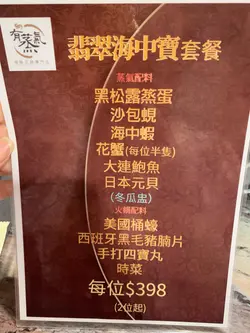 有蒸氣
翡翠海中寶套餐
蒸氣配料
黑松露蒸蛋
沙包蜆
海中蝦
花蟹(每位半隻)
大連鮑魚
日本元貝
(冬瓜盅)
火鍋配料
美國桶蠔
西班牙黑毛豬腩片
手打四寶丸
時菜
每位$398
(2位起)